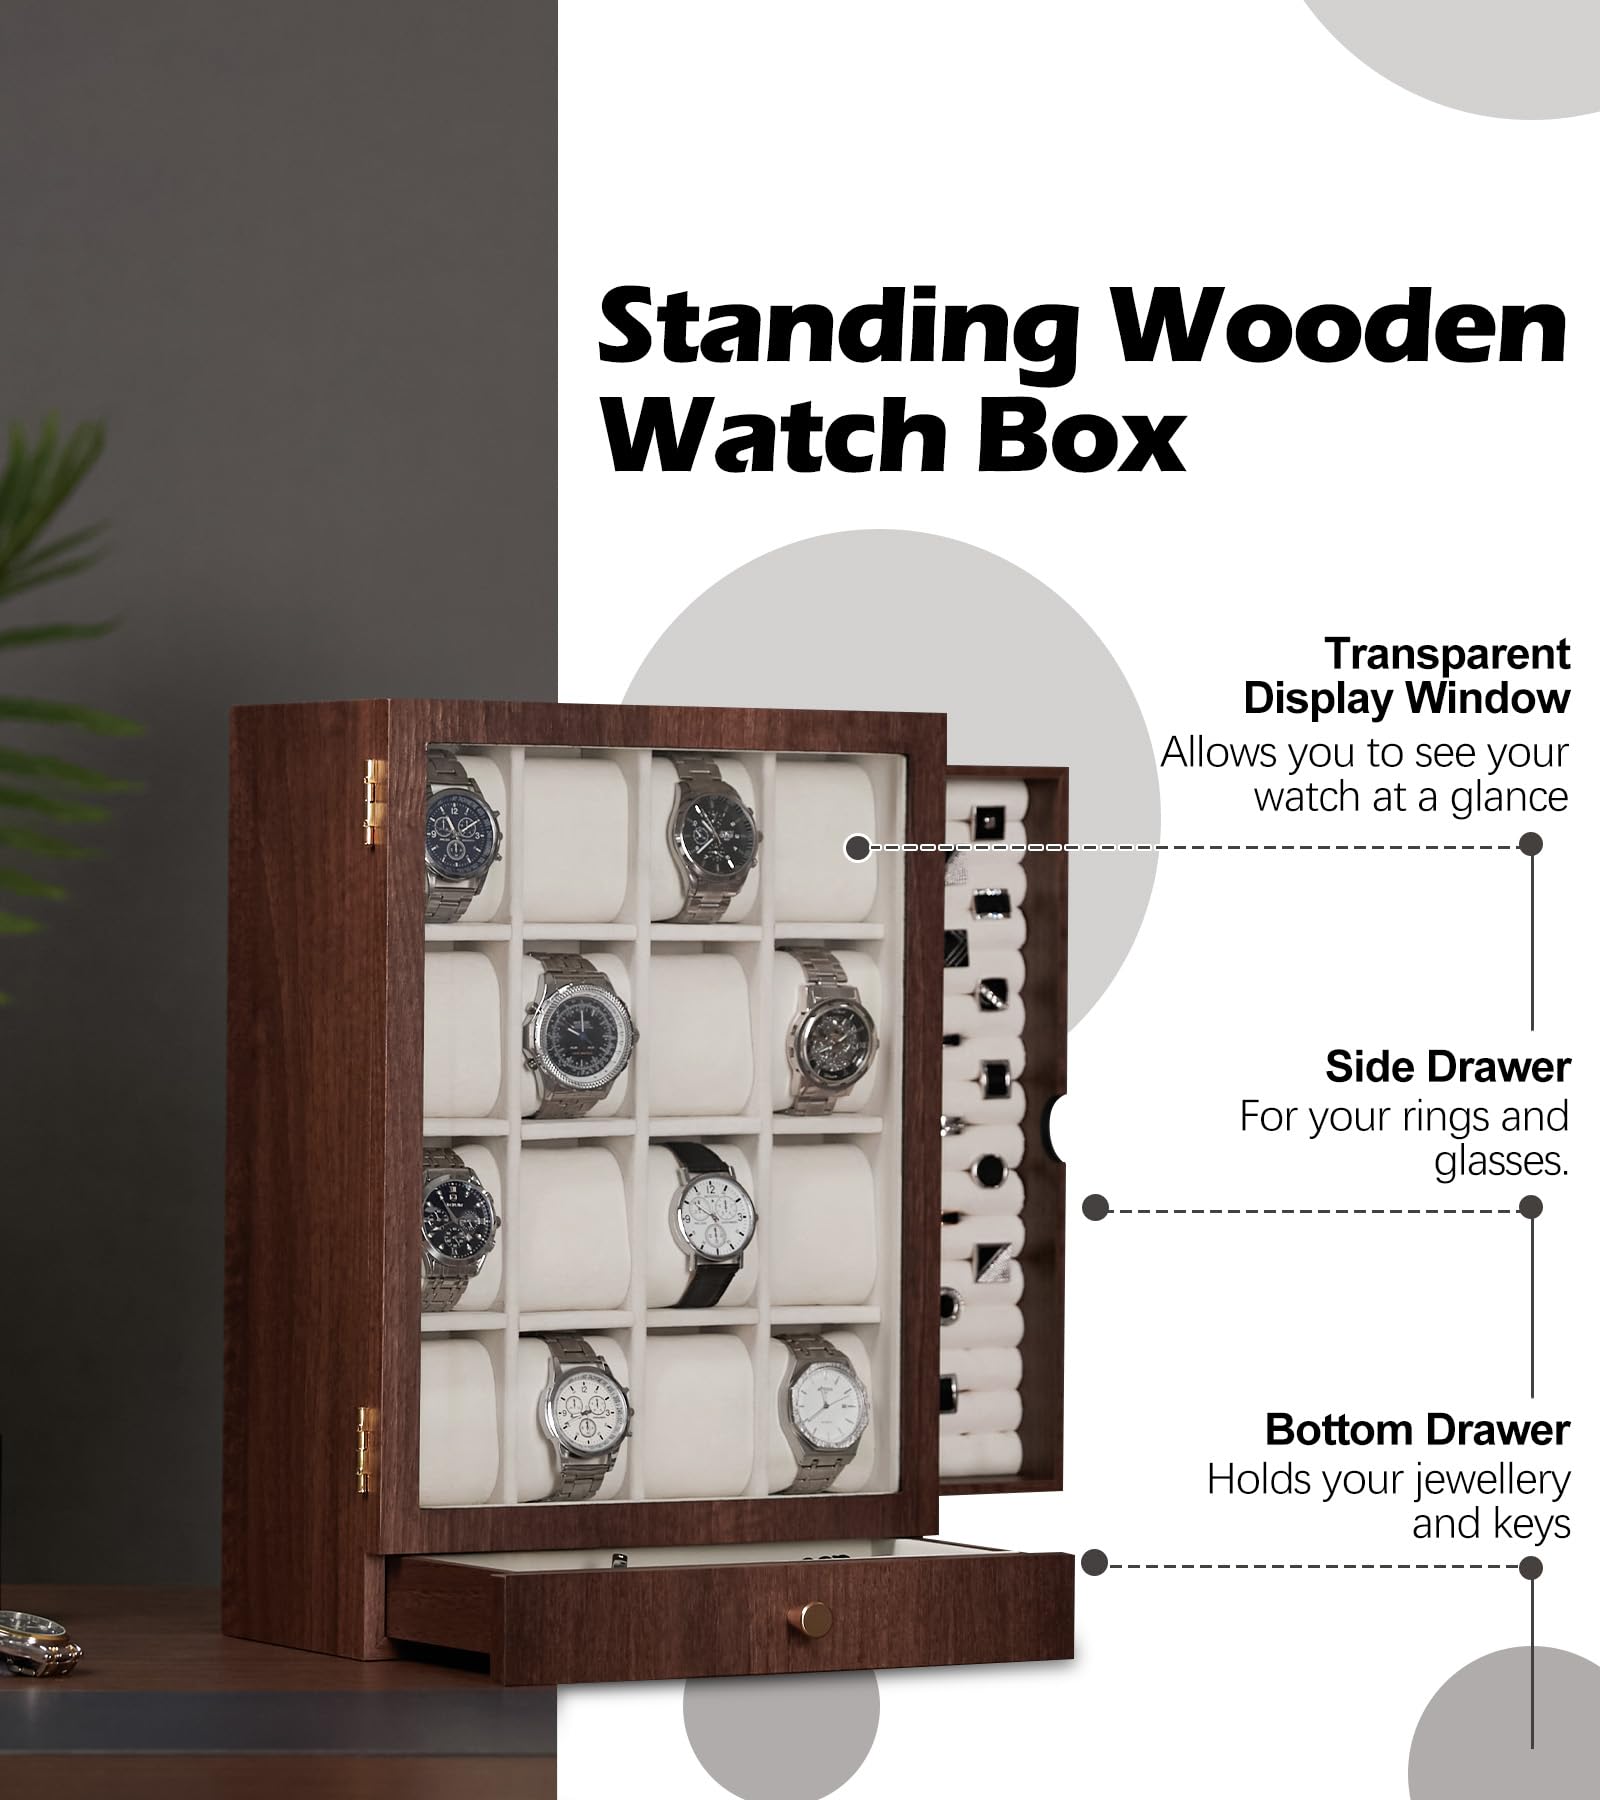 Standing Wooden
Watch Box
Transparent
Display Window
Allows you to see your
watch at a glance
Side Drawer
For your rings and
glasses.
Bottom Drawer
Holds your jewellery
and keys